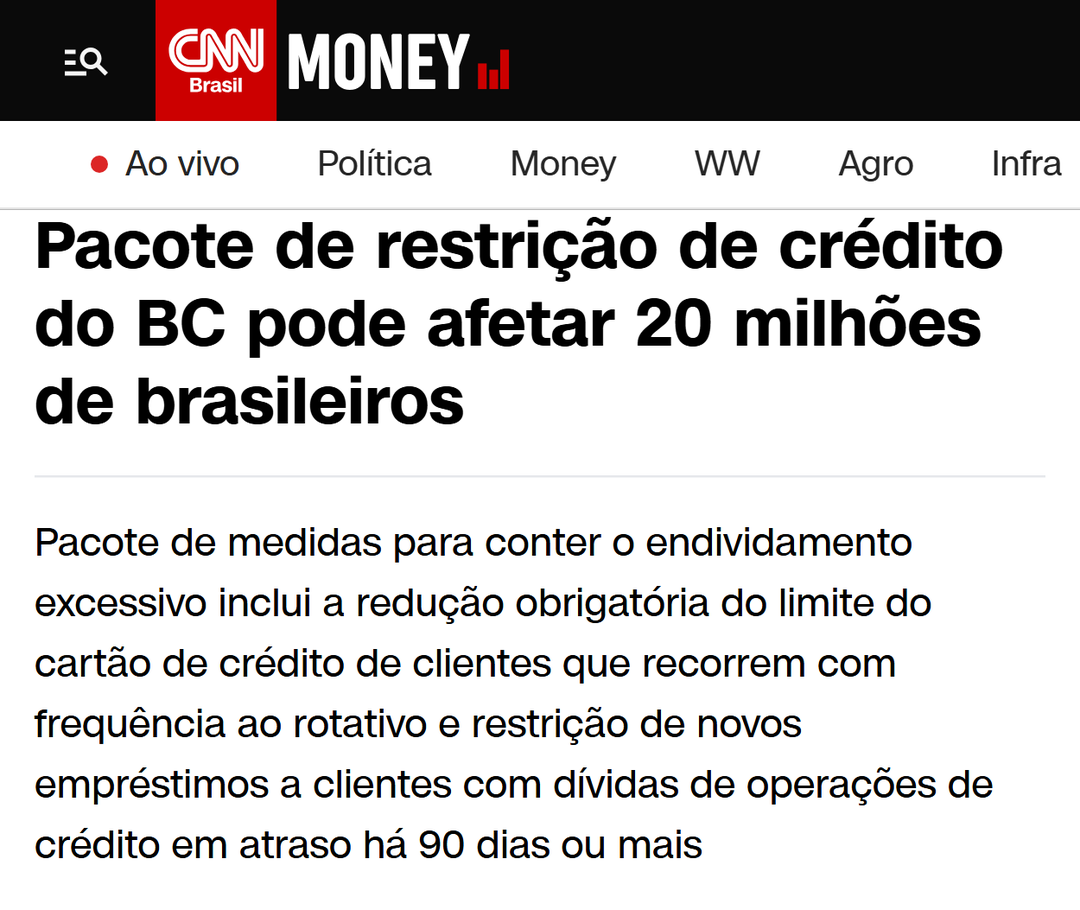 CNN Brasil MONEY
Ao vivo Política Money WW Agro Infra
Pacote de restrição de crédito
do BC pode afetar 20 milhões
de brasileiros
Pacote de medidas para conter o endividamento
excessivo inclui a redução obrigatória do limite do
cartão de crédito de clientes que recorrem com
frequência ao rotativo e restrição de novos
empréstimos a clientes com dívidas de operações de
crédito em atraso há 90 dias ou mais